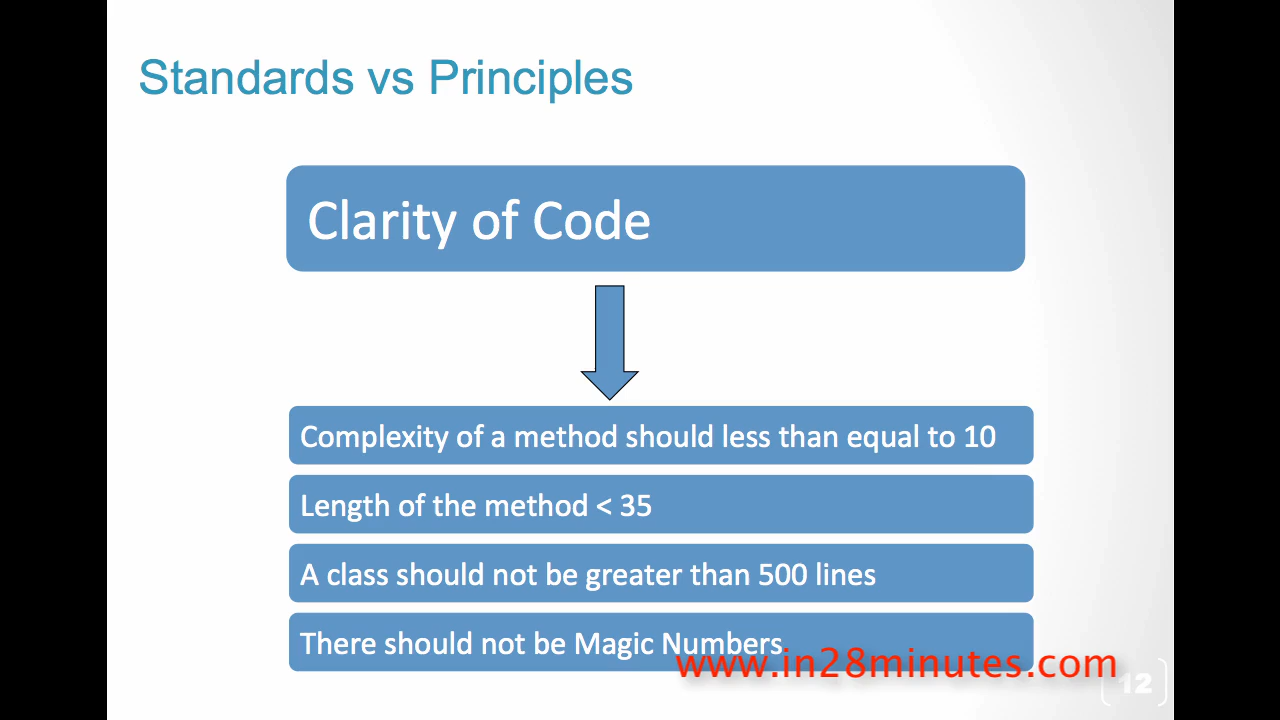 Standards vs Principles
Clarity of Code
Complexity of a method should less than equal to 10
Length of the method < 35
A class should not be greater than 500 lines
There should not be Magic Numbers
www.in28minutes.com
12